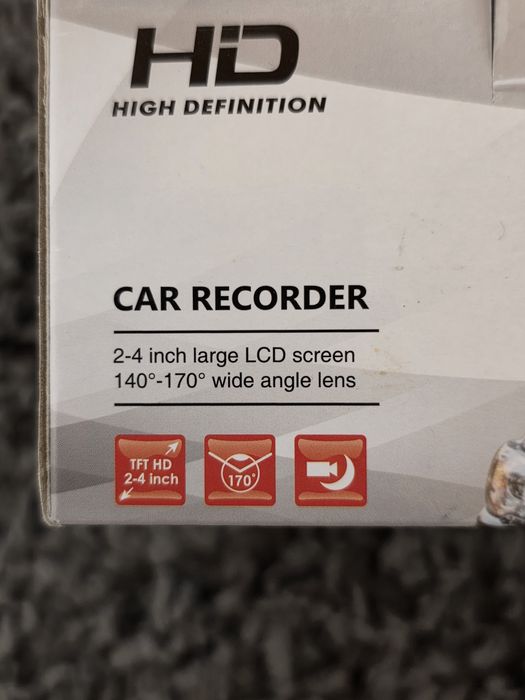 HD
HIGH DEFINITION
CAR RECORDER
2-4 inch large LCD screen
140°-170° wide angle lens
TFT HD
2-4 inch
170°